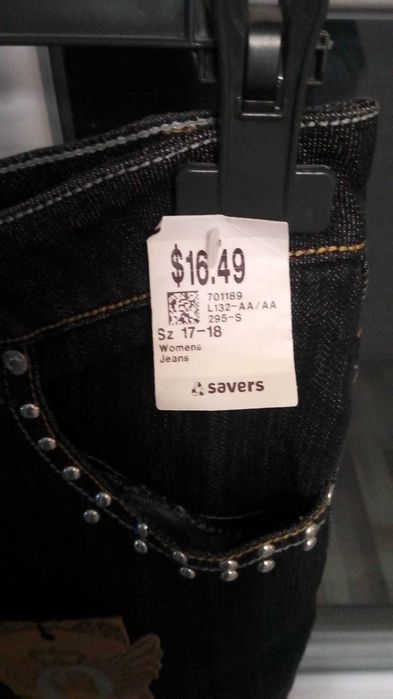 $16.49
701189
L132-AA/AA
295-S
Sz 17-18
Womens
Jeans
savers